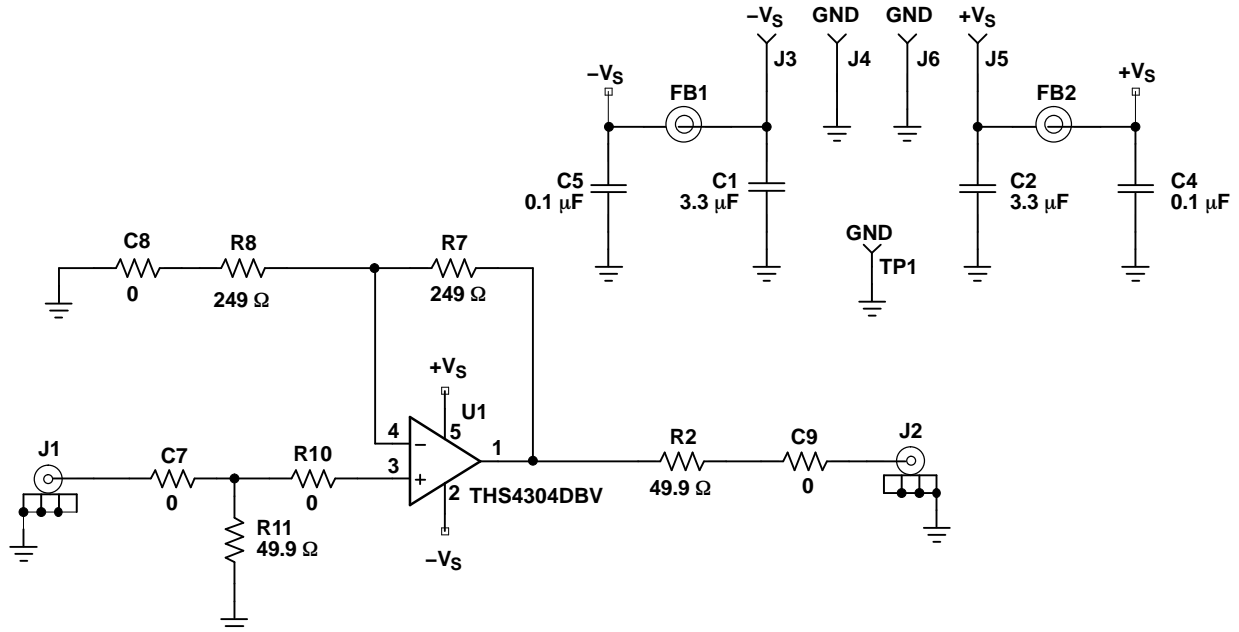 −VS GND GND +VS
J3 J4 J6 J5
−VS +VS
FB1 FB2
C5
0.1 µF
C1
3.3 µF
C2
3.3 µF
C4
0.1 µF
GND
TP1
C8 R8 R7
0 249 Ω 249 Ω
+VS
U1
J1 C7 R10 4 − 5 1 R2 C9 J2
3 +
0 0 2 THS4304DBV 49.9 Ω 0
R11
49.9 Ω
−VS